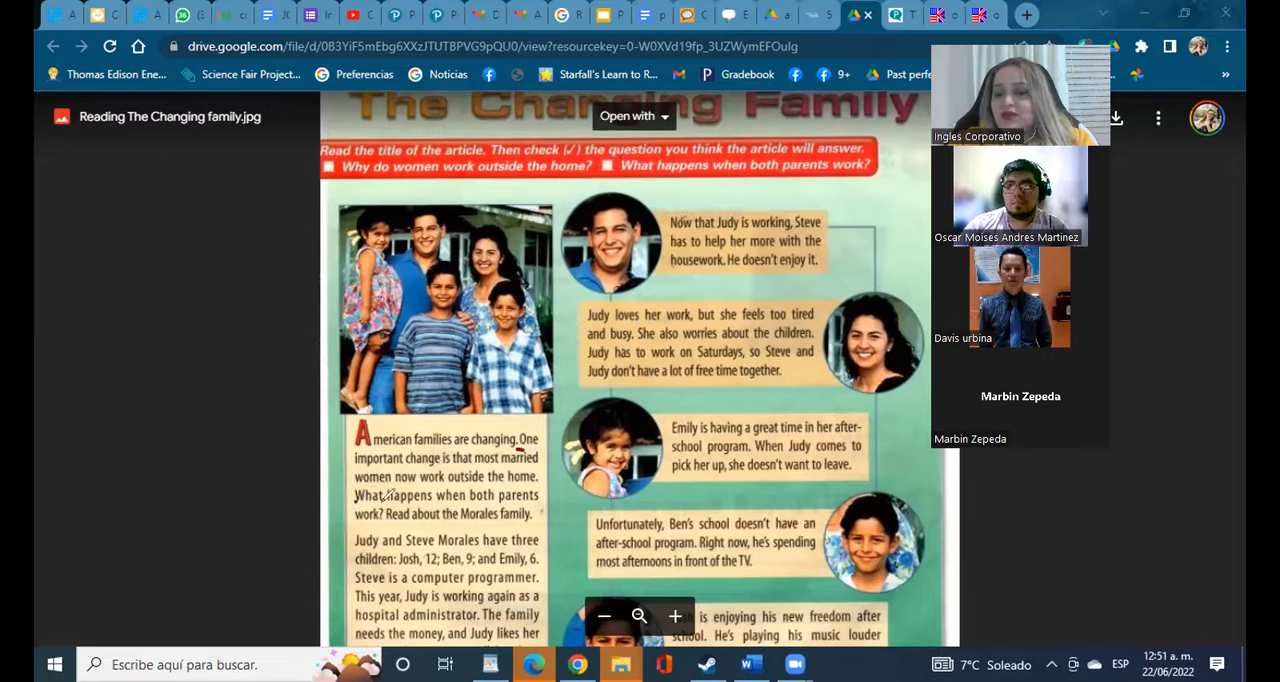 drive.google.com/file/d/0B3YiF5mEbg6XXzJTUTBPVG9pQU0/view?resourcekey=0-W0XVd19fp_3UZWymEFOulg
Thomas Edison Ene...
Science Fair Project...
Preferencias
Noticias
9+
Starfall's Learn to R...
Gradebook
9+
Past perfe
Reading The Changing family.jpg
Open with
The Changing Family
Read the title of the article. Then check (✓) the question you think the article will answer.
Why do women work outside the home?
What happens when both parents work?
Now that Judy is working, Steve
has to help her more with the
housework. He doesn't enjoy it.
Judy loves her work, but she feels too tired
and busy. She also worries about the children.
Judy has to work on Saturdays, so Steve and
Judy don't have a lot of free time together.
Emily is having a great time in her after-
school program. When Judy comes to
pick her up, she doesn't want to leave.
Unfortunately, Ben's school doesn't have an
after-school program. Right now, he's spending
most afternoons in front of the TV.
is enjoying his new freedom after
school. He's playing his music louder
American families are changing. One
important change is that most married
women now work outside the home.
What happens when both parents
work? Read about the Morales family.
Judy and Steve Morales have three
children: Josh, 12; Ben, 9; and Emily, 6.
Steve is a computer programmer.
This year, Judy is working again as a
hospital administrator. The family
needs the money, and Judy likes her
Ingles Corporativo
Oscar Moises Andres Martinez
Davis urbina
Marbin Zepeda
Marbin Zepeda
Escribe aquí para buscar.
7°C Soleado
ESP
12:51 a. m.
22/06/2022